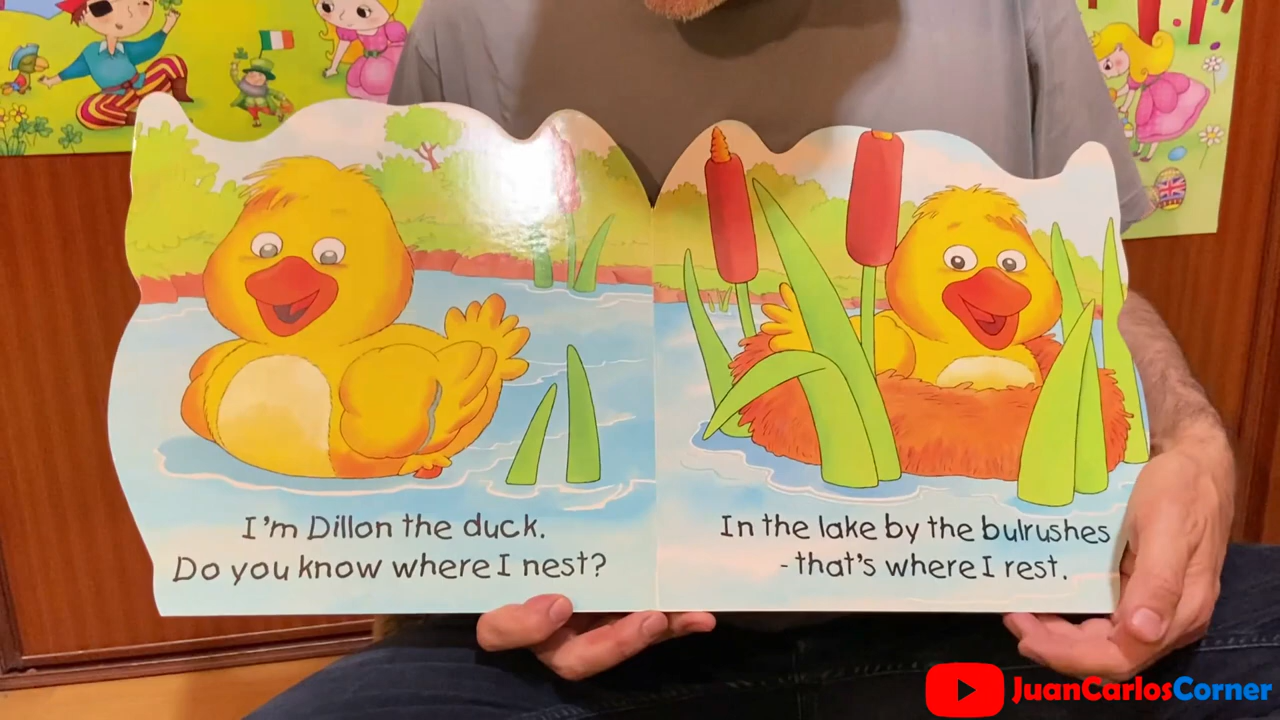 I'm Dillon the duck.
Do you know where I nest?
In the lake by the bulrushes
- that's where I rest.
JuanCarlosCorner